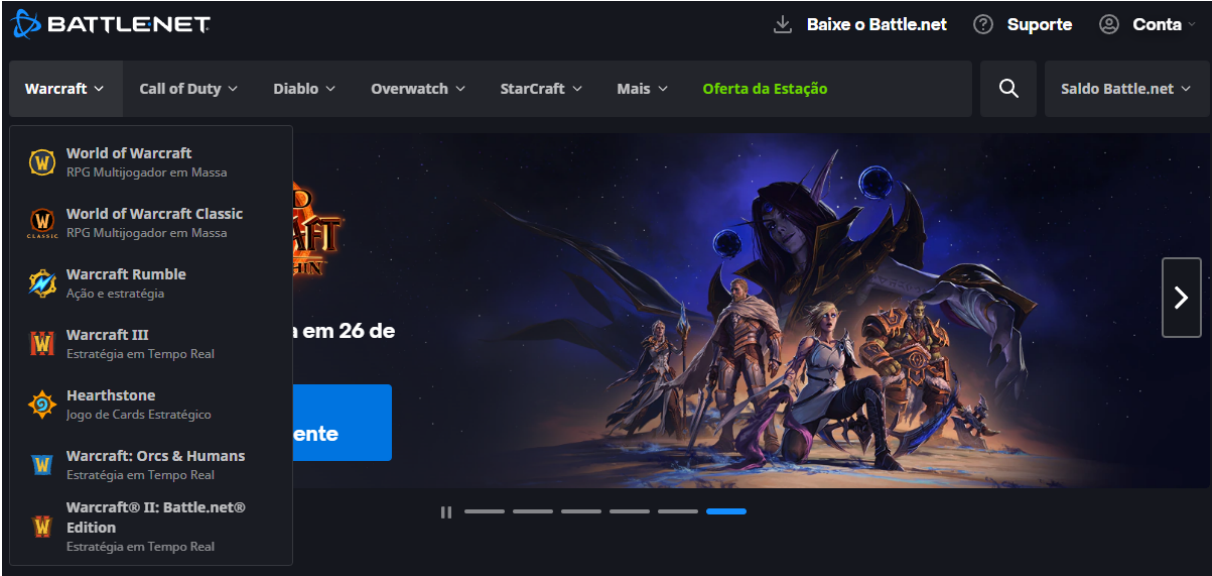 BATTLE.NET
Baixe o Battle.net
Suporte
Conta
Warcraft
Call of Duty
Diablo
Overwatch
StarCraft
Mais
Oferta da Estação
Saldo Battle.net
World of Warcraft
RPG Multijogador em Massa
World of Warcraft Classic
RPG Multijogador em Massa
Warcraft Rumble
Ação e estratégia
Warcraft III
Estratégia em Tempo Real
Hearthstone
Jogo de Cards Estratégico
Warcraft: Orcs & Humans
Estratégia em Tempo Real
Warcraft® II: Battle.net®
Edition
Estratégia em Tempo Real
em 26 de